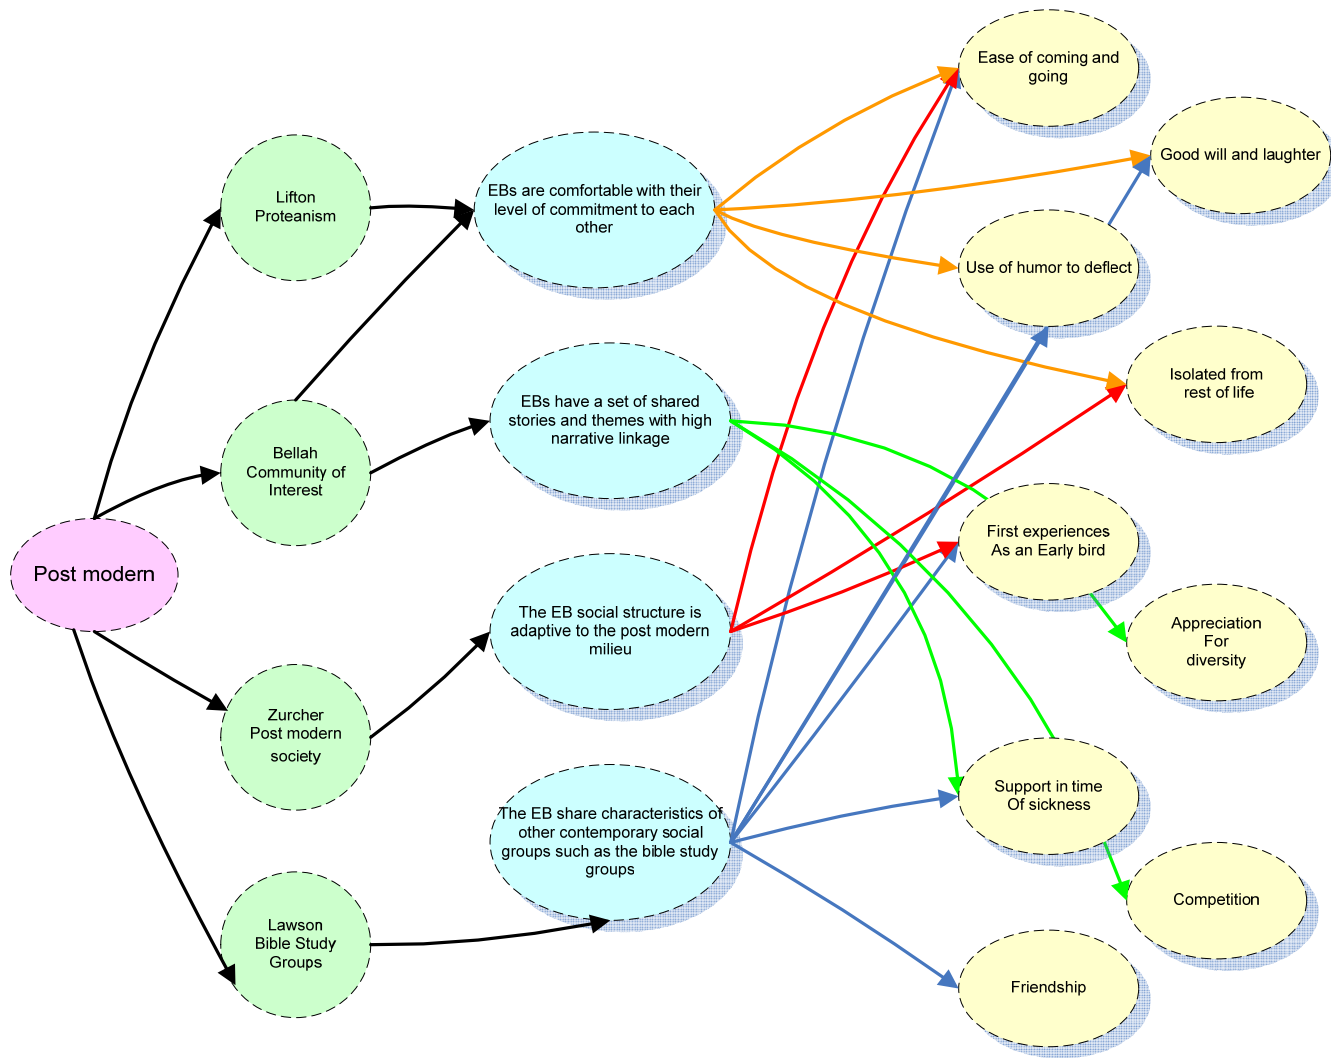 Post modern
Lifton
Proteanism
Bellah
Community of
Interest
Zurcher
Post modern
society
Lawson
Bible Study
Groups
EBs are comfortable with their
level of commitment to each
other
EBs have a set of shared
stories and themes with high
narrative linkage
The EB social structure is
adaptive to the post modern
milieu
The EB share characteristics of
other contemporary social
groups such as the bible study
groups
Ease of coming and
going
Good will and laughter
Use of humor to deflect
Isolated from
rest of life
First experiences
As an Early bird
Appreciation
For
diversity
Support in time
Of sickness
Competition
Friendship